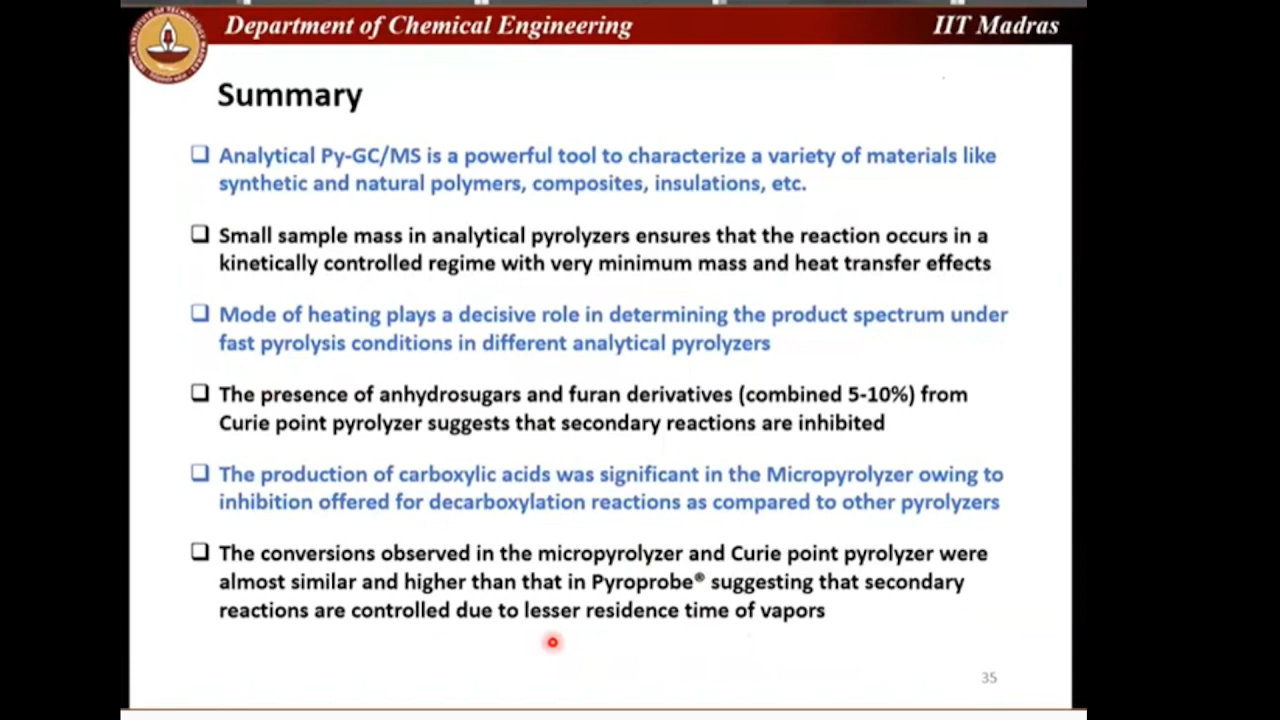 Department of Chemical Engineering
IIT Madras
Summary
Analytical Py-GC/MS is a powerful tool to characterize a variety of materials like
synthetic and natural polymers, composites, insulations, etc.
Small sample mass in analytical pyrolyzers ensures that the reaction occurs in a
kinetically controlled regime with very minimum mass and heat transfer effects
Mode of heating plays a decisive role in determining the product spectrum under
fast pyrolysis conditions in different analytical pyrolyzers
The presence of anhydrosugars and furan derivatives (combined 5-10%) from
Curie point pyrolyzer suggests that secondary reactions are inhibited
The production of carboxylic acids was significant in the Micropyrolyzer owing to
inhibition offered for decarboxylation reactions as compared to other pyrolyzers
The conversions observed in the micropyrolyzer and Curie point pyrolyzer were
almost similar and higher than that in Pyroprobe® suggesting that secondary
reactions are controlled due to lesser residence time of vapors
35